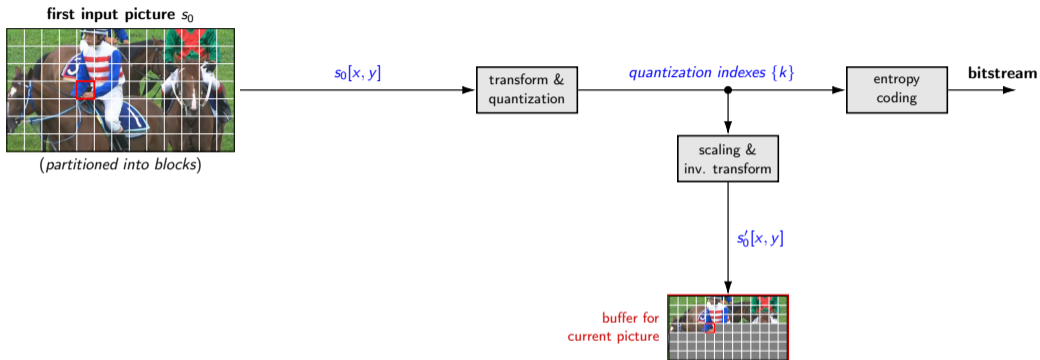 first input picture s₀
s₀[x, y]
transform &
quantization
quantization indexes {k}
entropy
coding
bitstream
(partitioned into blocks)
scaling &
inv. transform
s′₀[x, y]
buffer for
current picture